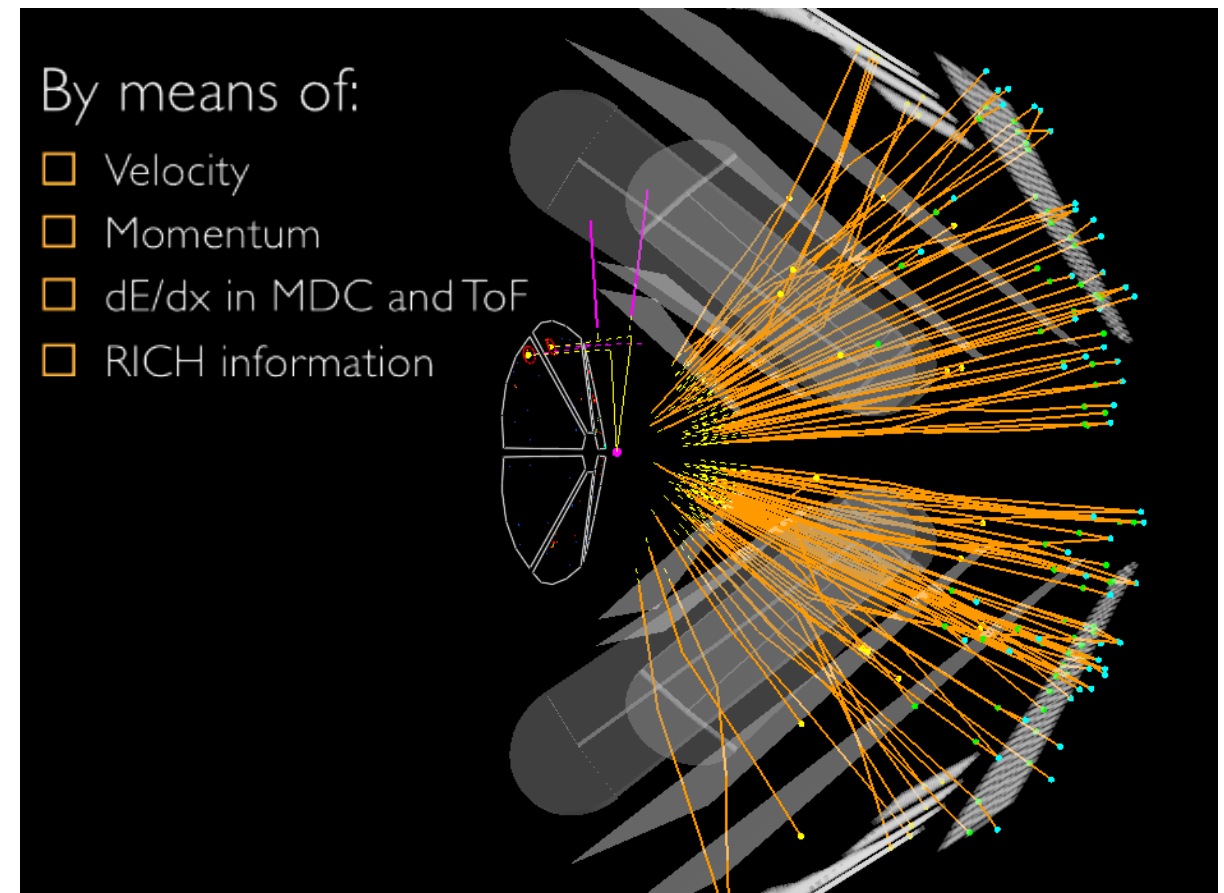 By means of:
Velocity
Momentum
dE/dx in MDC and ToF
RICH information